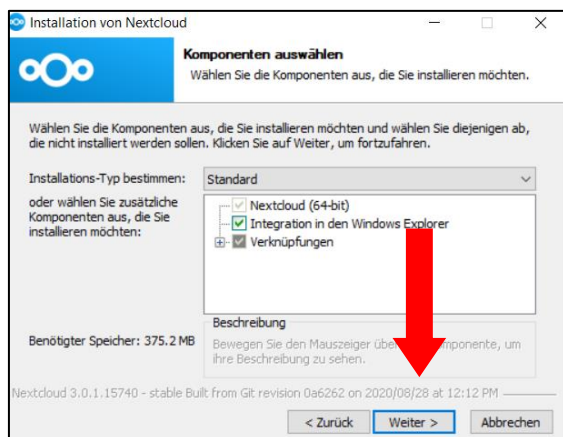 Installation von Nextcloud
Komponenten auswählen
Wählen Sie die Komponenten aus, die Sie installieren möchten.
Wählen Sie die Komponenten aus, die Sie installieren möchten und wählen Sie diejenigen ab,
die nicht installiert werden sollen. Klicken Sie auf Weiter, um fortzufahren.
Installations-Typ bestimmen:
Standard
oder wählen Sie zusätzliche
Komponenten aus, die Sie
installieren möchten:
Nextcloud (64-bit)
Integration in den Windows Explorer
Verknüpfungen
Benötigter Speicher: 375.2 MB
Beschreibung
Bewegen Sie den Mauszeiger über mponente, um
ihre Beschreibung zu sehen.
Nextcloud 3.0.1.15740 - stable Built from Git revision 0a6262 on 2020/08/28 at 12:12 PM
< Zurück
Weiter >
Abbrechen